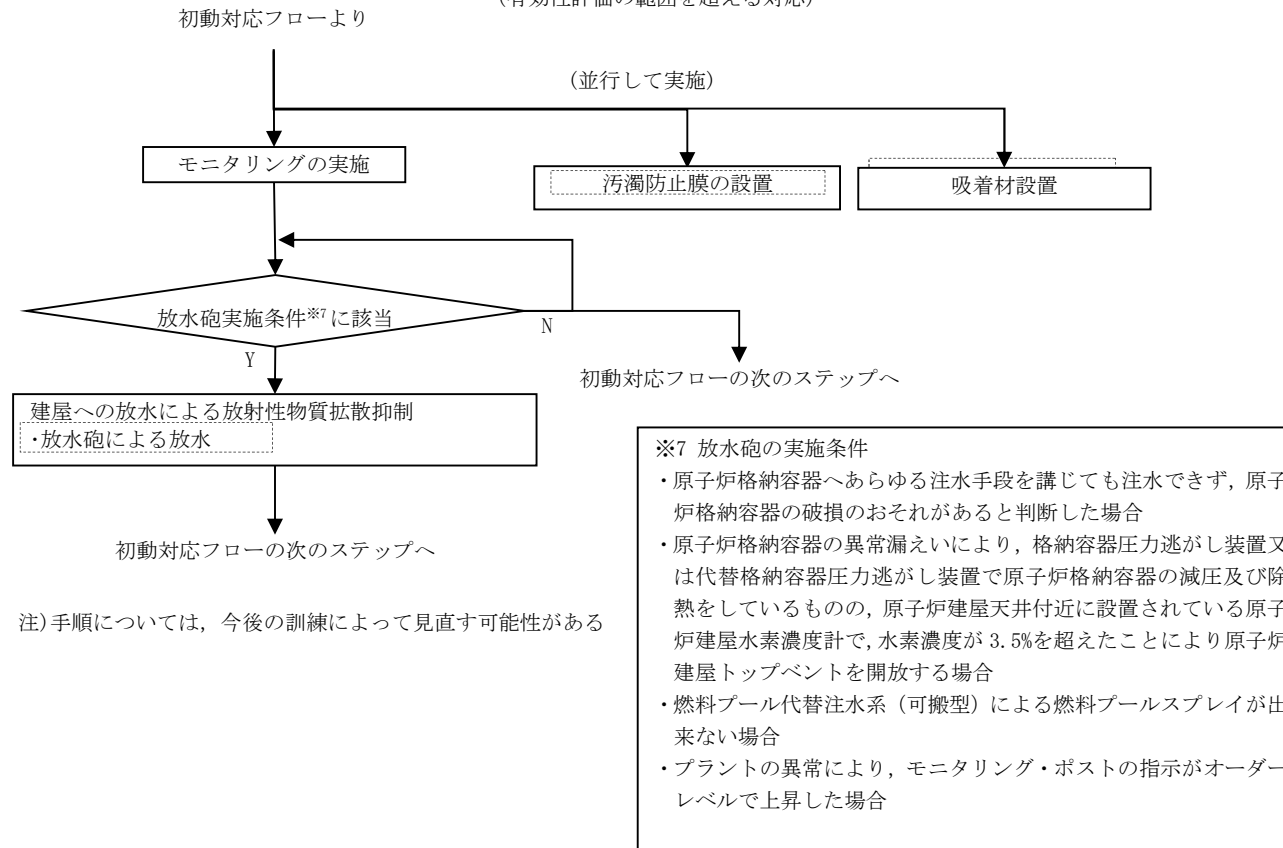 (有効性評価の範囲を超える対応)
初動対応フローより
(並行して実施)
モニタリングの実施
汚濁防止膜の設置
吸着材設置
放水砲実施条件※7に該当
N
Y
初動対応フローの次のステップへ
建屋への放水による放射性物質拡散抑制
・放水砲による放水
初動対応フローの次のステップへ
注)手順については，今後の訓練によって見直す可能性がある
※7 放水砲の実施条件
・原子炉格納容器へあらゆる注水手段を講じても注水できず，原子
炉格納容器の破損のおそれがあると判断した場合
・原子炉格納容器の異常漏えいにより，格納容器圧力逃がし装置又
は代替格納容器圧力逃がし装置で原子炉格納容器の減圧及び除
熱をしているものの，原子炉建屋天井付近に設置されている原子
炉建屋水素濃度計で，水素濃度が 3.5%を超えたことにより原子炉
建屋トップベントを開放する場合
・燃料プール代替注水系（可搬型）による燃料プールスプレイが出
来ない場合
・プラントの異常により，モニタリング・ポストの指示がオーダー
レベルで上昇した場合